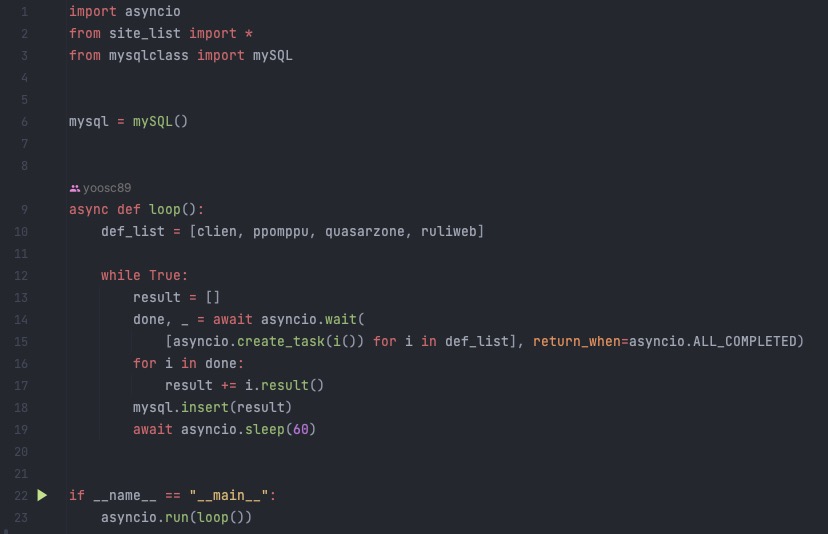 1 import asyncio
2 from site_list import *
3 from mysqlclass import mySQL
4
5
6 mysql = mySQL()
7
8
yoosc89
9 async def loop():
10     def_list = [clien, ppomppu, quasarzone, ruliweb]
11
12     while True:
13         result = []
14         done, _ = await asyncio.wait(
15             [asyncio.create_task(i()) for i in def_list], return_when=asyncio.ALL_COMPLETED)
16         for i in done:
17             result += i.result()
18         mysql.insert(result)
19         await asyncio.sleep(60)
20
21
22 if __name__ == "__main__":
23     asyncio.run(loop())